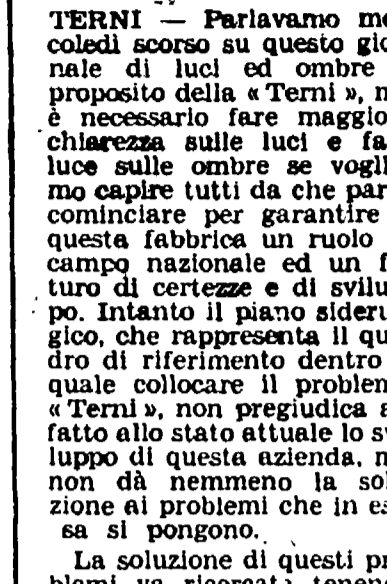 TERNI — Parlavamo me
coledì scorso su questo gio
nale di luci ed ombre
proposito della « Terni », n
è necessario fare maggio
chiarezza sulle luci e fa
luce sulle ombre se vogli
mo capire tutti da che par
cominciare per garantire
questa fabbrica un ruolo
campo nazionale ed un f
turo di certezze e di svilu
po. Intanto il piano sideru
gico, che rappresenta il qu
dro di riferimento dentro
quale collocare il problem
« Terni », non pregiudica a
fatto allo stato attuale lo sv
luppo di questa azienda, n
non dà nemmeno la sol
zione ai problemi che in es
sa si pongono.
La soluzione di questi pr
blemi va ricercata tenen